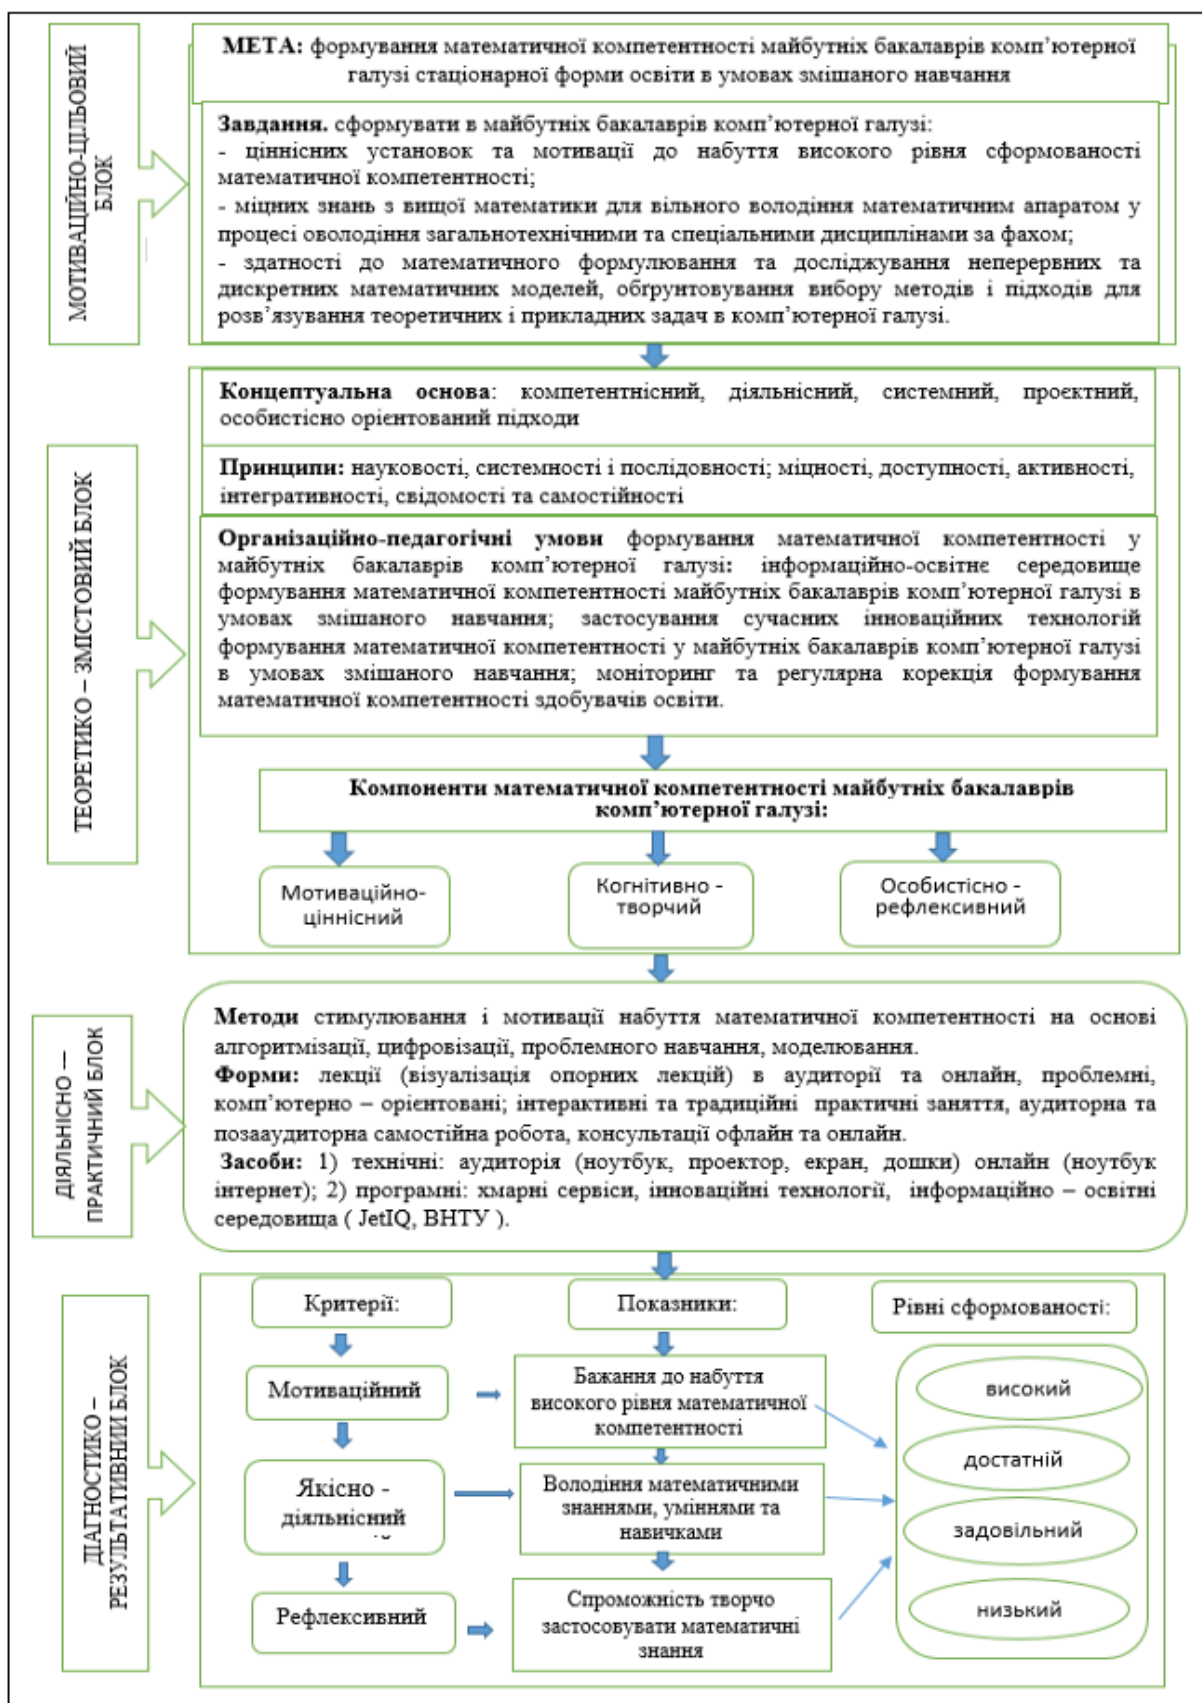 МОТИВАЦІЙНО-ЦІЛЬОВИЙ
БЛОК
МЕТА: формування математичної компетентності майбутніх бакалаврів комп’ютерної
галузі стаціонарної форми освіти в умовах змішаного навчання
Завдання. сформувати в майбутніх бакалаврів комп’ютерної галузі:
- ціннісних установок та мотивації до набуття високого рівня сформованості
математичної компетентності;
- міцних знань з вищої математики для вільного володіння математичним апаратом у
процесі оволодіння загальнотехнічними та спеціальними дисциплінами за фахом;
- здатності до математичного формулювання та досліджування неперервних та
дискретних математичних моделей, обґрунтовування вибору методів і підходів для
розв’язування теоретичних і прикладних задач в комп’ютерної галузі.
ТЕОРЕТИКО – ЗМІСТОВИЙ БЛОК
Концептуальна основа: компетентнісний, діяльнісний, системний, проєктний,
особистісно орієнтований підходи
Принципи: науковості, системності і послідовності; міцності, доступності, активності,
інтегративності, свідомості та самостійності
Організаційно-педагогічні умови формування математичної компетентності у
майбутніх бакалаврів комп’ютерної галузі: інформаційно-освітнє середовище
формування математичної компетентності майбутніх бакалаврів комп’ютерної галузі в
умовах змішаного навчання; застосування сучасних інноваційних технологій
формування математичної компетентності у майбутніх бакалаврів комп’ютерної галузі
в умовах змішаного навчання; моніторинг та регулярна корекція формування
математичної компетентності здобувачів освіти.
Компоненти математичної компетентності майбутніх бакалаврів
комп’ютерної галузі:
Мотиваційно-
ціннісний
Когнітивно -
творчий
Особистісно -
рефлексивний
ДІЯЛЬНІСНО —
ПРАКТИЧНИЙ БЛОК
Методи стимулювання і мотивації набуття математичної компетентності на основі
алгоритмізації, цифровізації, проблемного навчання, моделювання.
Форми: лекції (візуалізація опорних лекцій) в аудиторії та онлайн, проблемні,
комп’ютерно – орієнтовані; інтерактивні та традиційні практичні заняття, аудиторна та
позааудиторна самостійна робота, консультації офлайн та онлайн.
Засоби: 1) технічні: аудиторія (ноутбук, проектор, екран, дошки) онлайн (ноутбук
інтернет); 2) програмні: хмарні сервіси, інноваційні технології, інформаційно – освітні
середовища ( JetIQ, ВНТУ ).
ДІАГНОСТИКО –
РЕЗУЛЬТАТИВНИЙ БЛОК
Критерії:
Показники:
Рівні сформованості:
Мотиваційний
Бажання до набуття
високого рівня математичної
компетентності
Якісно -
діяльнісний
Володіння математичними
знаннями, уміннями та
навичками
Рефлексивний
Спроможність творчо
застосовувати математичні
знання
високий
достатній
задовільний
низький